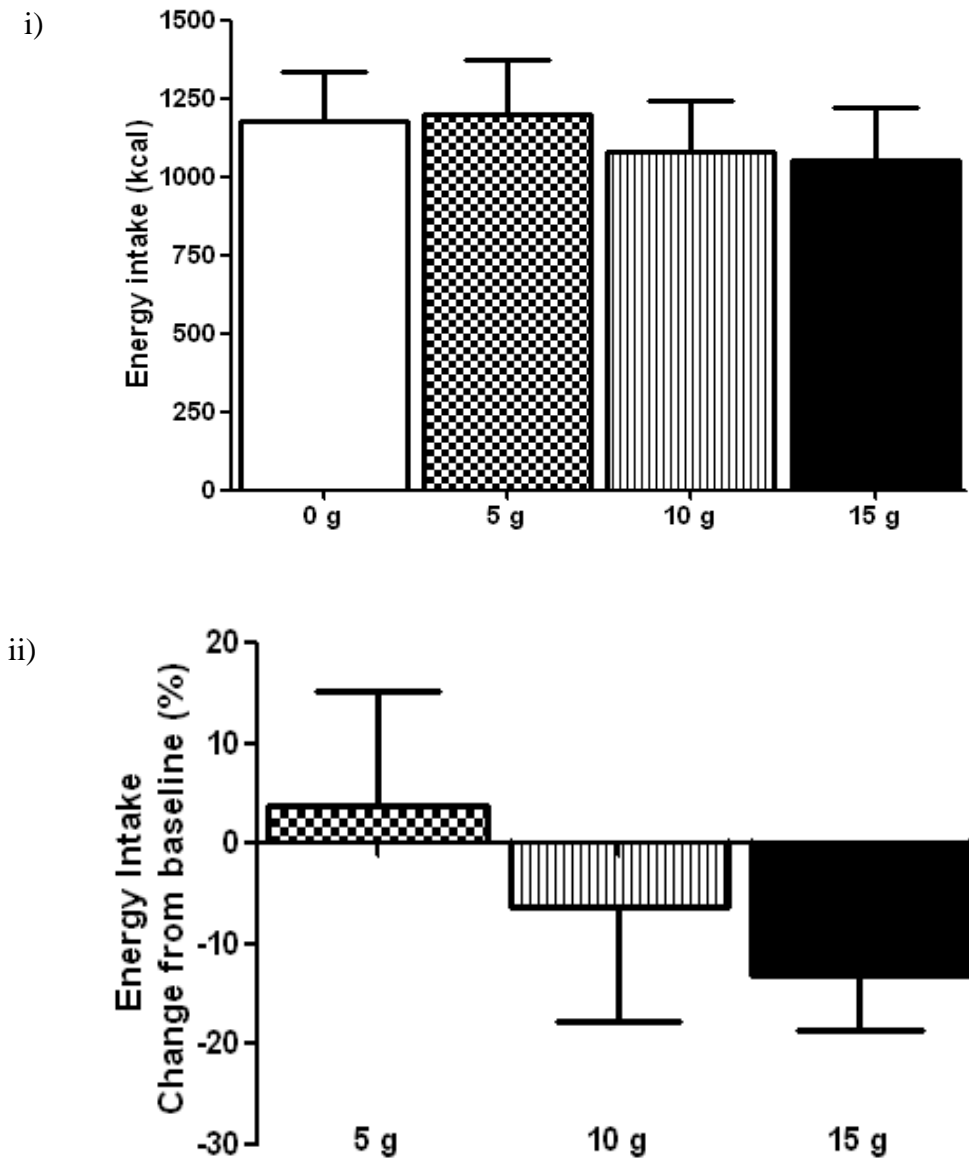 i)
Energy intake (kcal)
1500
1250
1000
750
500
250
0
0 g 5 g 10 g 15 g
ii)
Energy Intake
Change from baseline (%)
20
10
0
-10
-20
-30
5 g 10 g 15 g